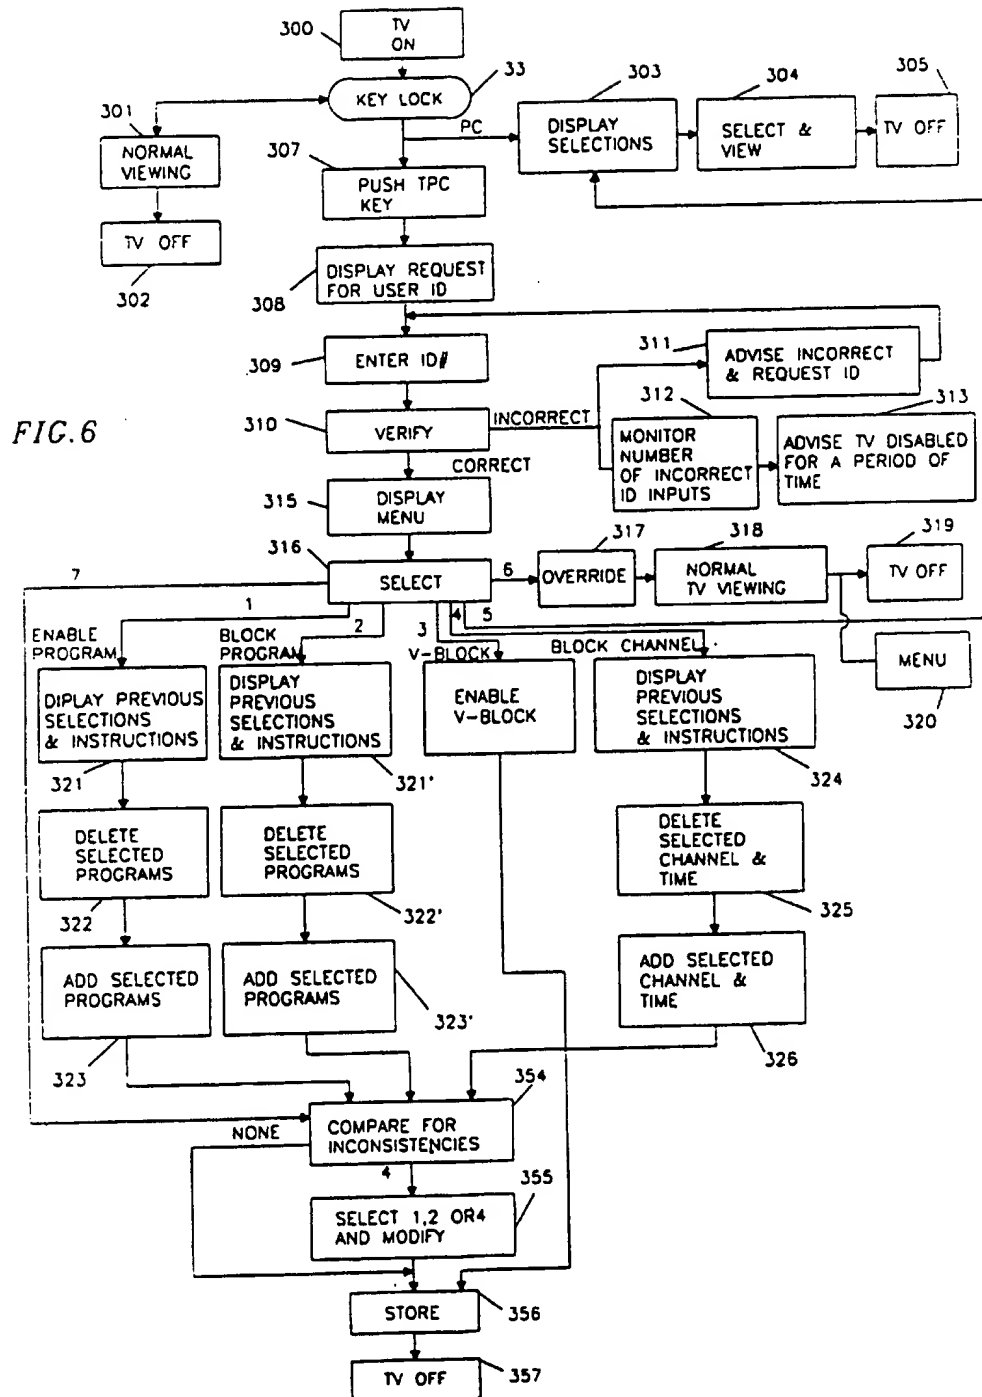 300
TV
ON
33
KEY LOCK
303
304
305
301
PC
DISPLAY
SELECTIONS
SELECT &
VIEW
TV OFF
NORMAL
VIEWING
307
PUSH TPC
KEY
TV OFF
302
308
DISPLAY REQUEST
FOR USER ID
311
ADVISE INCORRECT
& REQUEST ID
309
ENTER ID#
312
313
FIG.6
310
VERIFY
INCORRECT
MONITOR
NUMBER
OF INCORRECT
ID INPUTS
ADVISE TV DISABLED
FOR A PERIOD OF
TIME
CORRECT
315
DISPLAY
MENU
316
317
318
319
7
SELECT
6
OVERRIDE
NORMAL
TV VIEWING
TV OFF
1
2
3
4
5
ENABLE
PROGRAM
BLOCK
PROGRAM
V-BLOCK
BLOCK CHANNEL
MENU
320
DIPLAY PREVIOUS
SELECTIONS
& INSTRUCTIONS
DISPLAY
PREVIOUS
SELECTIONS
& INSTRUCTIONS
ENABLE
V-BLOCK
DISPLAY
PREVIOUS
SELECTIONS
& INSTRUCTIONS
321
321'
324
DELETE
SELECTED
PROGRAMS
DELETE
SELECTED
PROGRAMS
DELETE
SELECTED
CHANNEL &
TIME
322
322'
325
ADD SELECTED
PROGRAMS
ADD SELECTED
PROGRAMS
ADD SELECTED
CHANNEL &
TIME
323
323'
326
354
COMPARE FOR
INCONSISTENCIES
NONE
4
355
SELECT 1,2 OR4
AND MODIFY
STORE
356
TV OFF
357